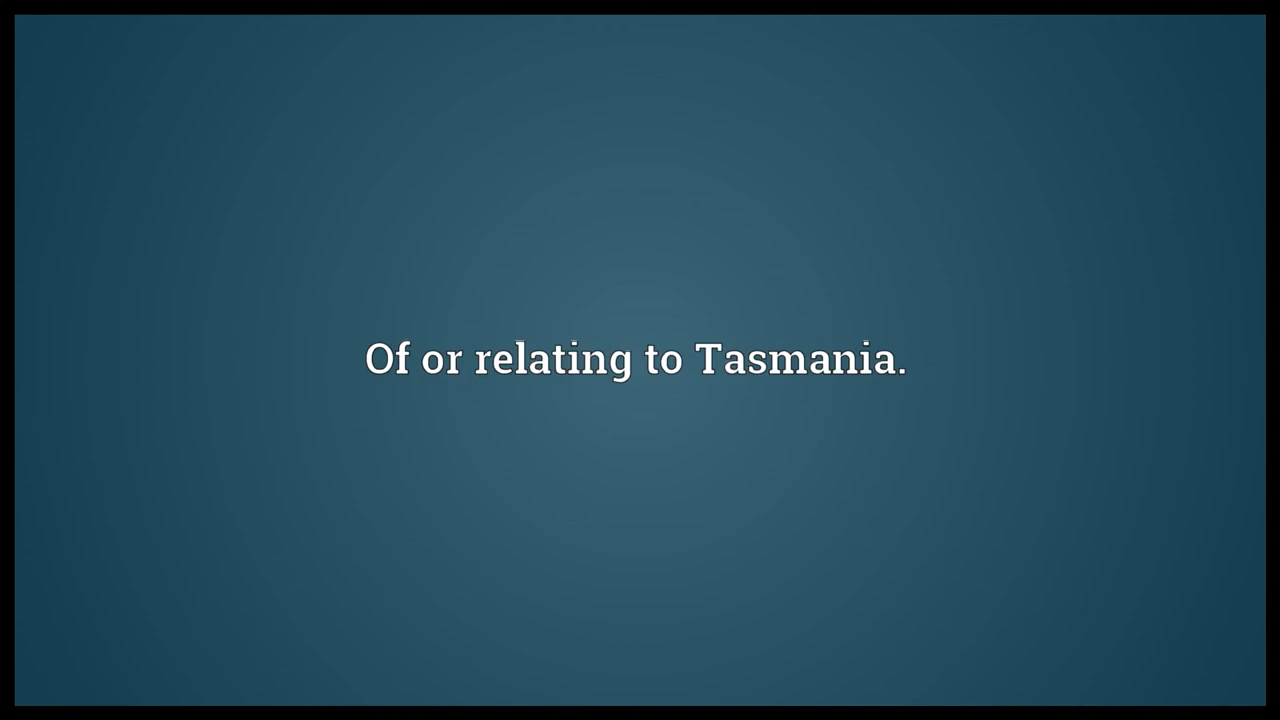 Of or relating to Tasmania.